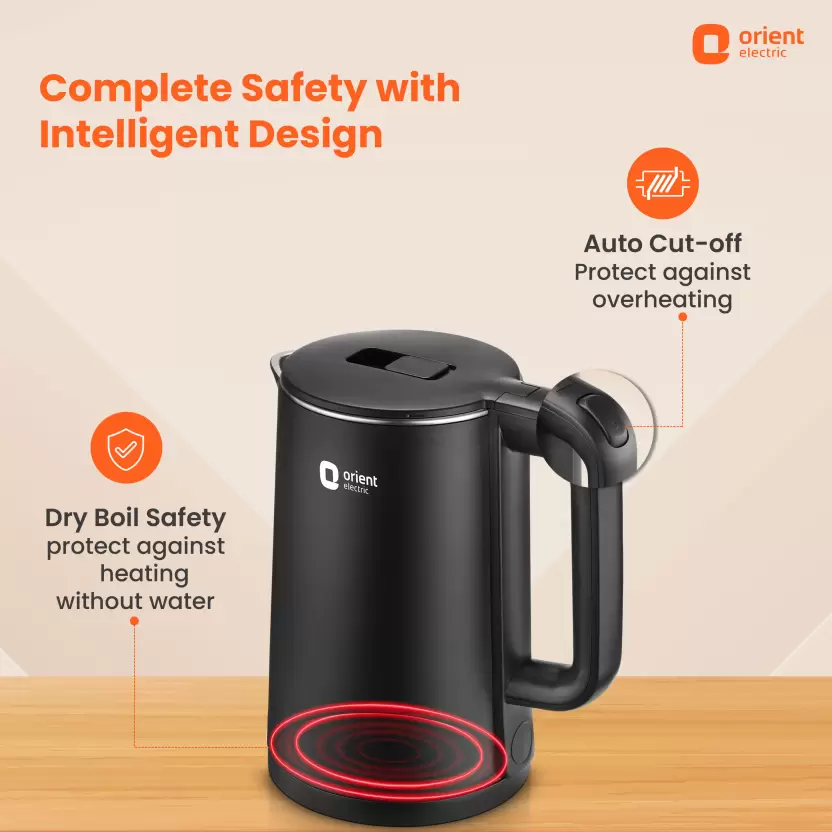 orient
electric
Complete Safety with
Intelligent Design
Auto Cut-off
Protect against
overheating
Dry Boil Safety
protect against
heating
without water
orient
electric